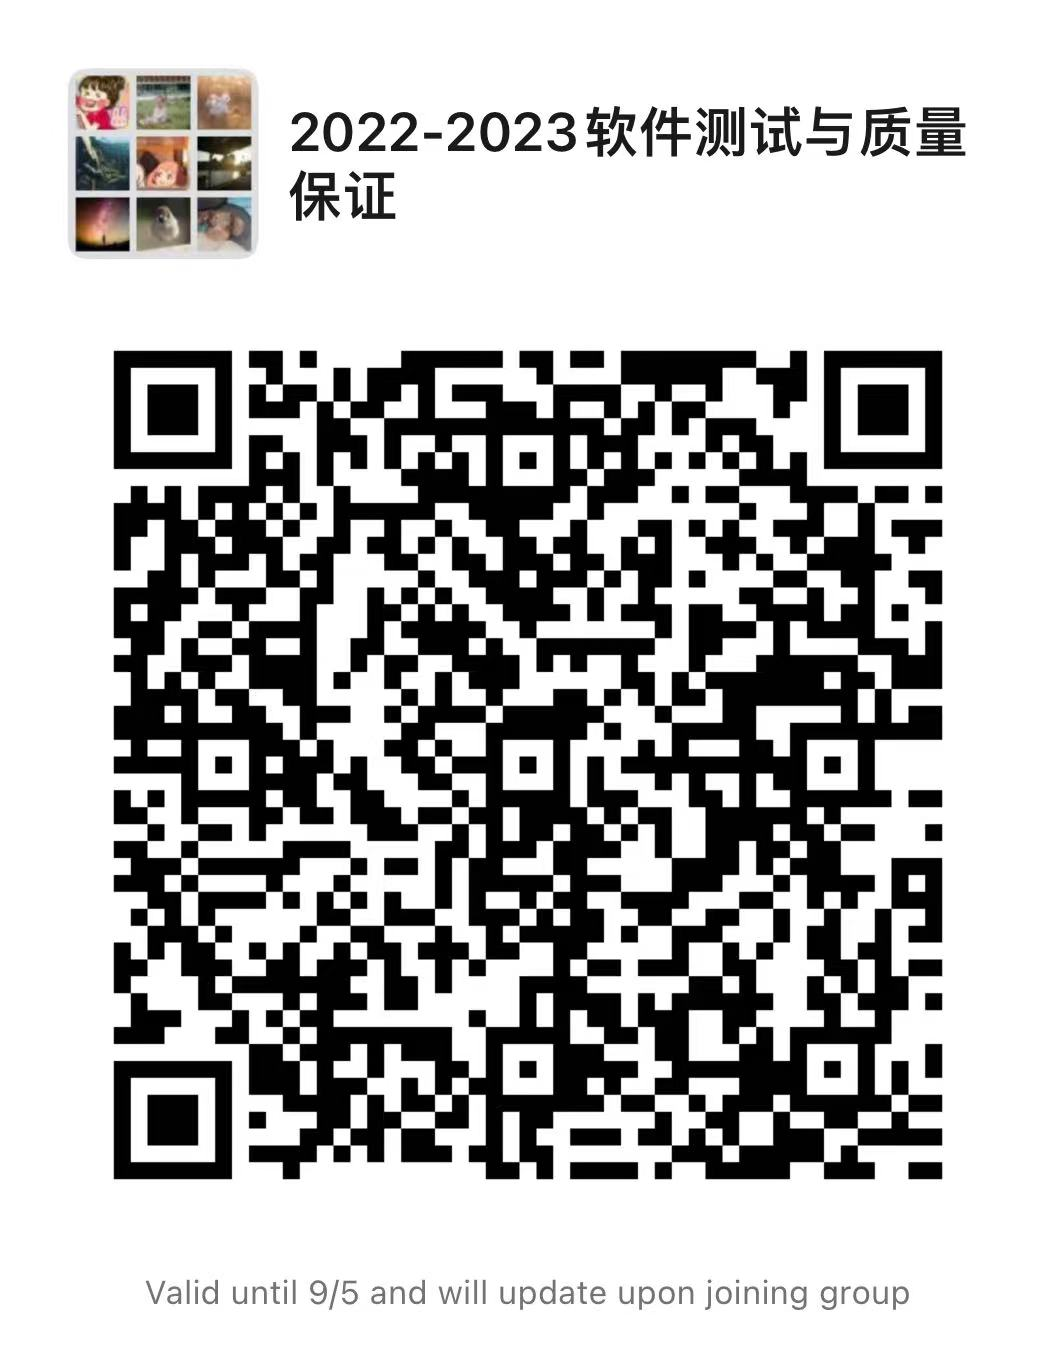 2022-2023软件测试与质量
保证
Valid until 9/5 and will update upon joining group